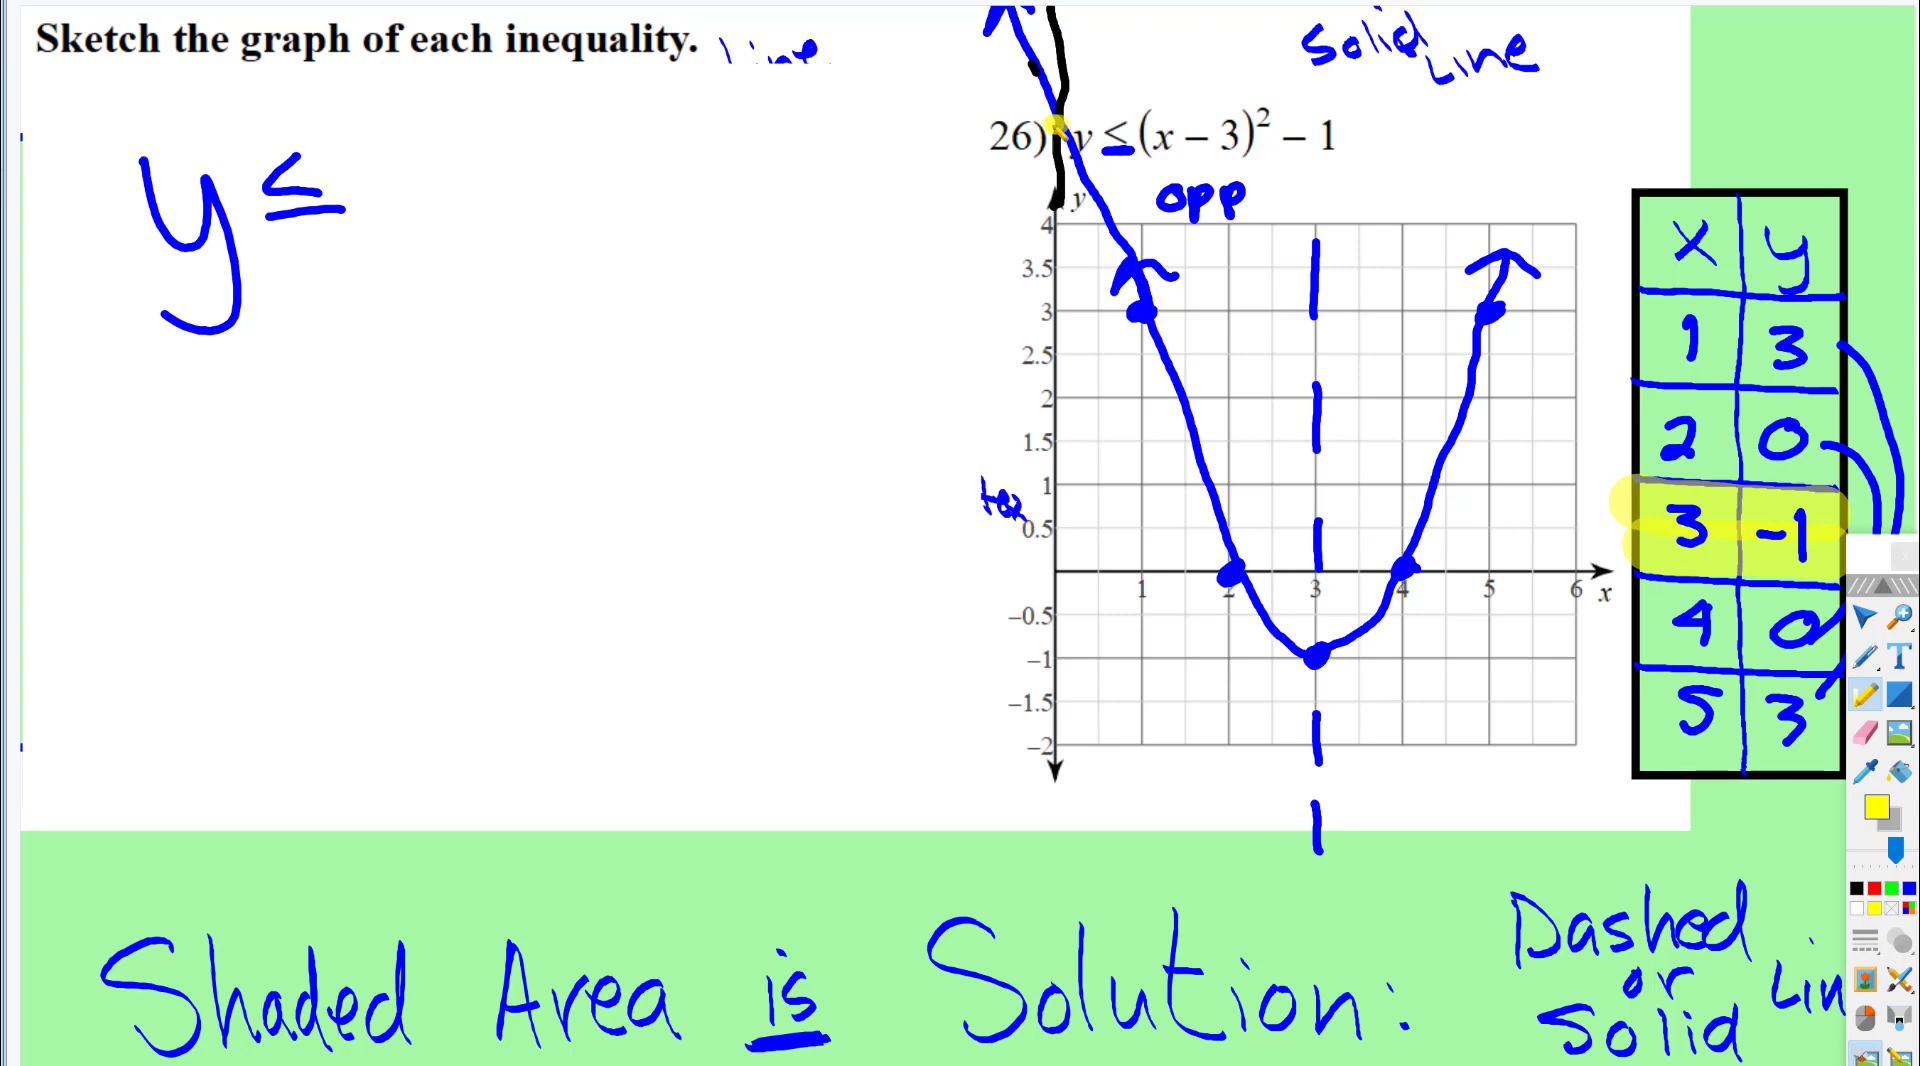 Sketch the graph of each inequality.
line
Solid
Line
26) y ≤ (x − 3)² − 1
y ≤
opp
y
4
3.5
3
2.5
2
1.5
1
0.5
−0.5
−1
−1.5
−2
1 2 3 4 5 6 x
x y
1 3
2 0
3 -1
4 0
5 3
Shaded Area is Solution:
Dashed
or
Solid
Lin